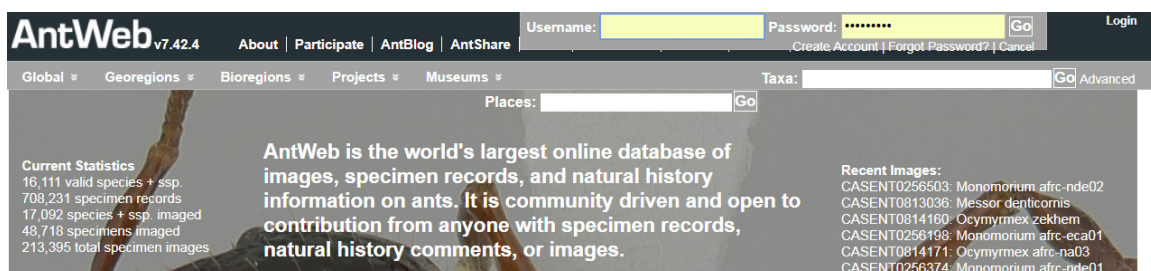 AntWeb v7.42.4
About | Participate | AntBlog | AntShare |
Username:
Password: •••••••••
Go
Create Account | Forgot Password? | Cancel
Login
Global Georegions Bioregions Projects Museums
Taxa:
Go Advanced
Places:
Go
Current Statistics
16,111 valid species + ssp.
708,231 specimen records
17,092 species + ssp. imaged
48,718 specimens imaged
213,395 total specimen images
AntWeb is the world's largest online database of
images, specimen records, and natural history
information on ants. It is community driven and open to
contribution from anyone with specimen records,
natural history comments, or images.
Recent Images:
CASENT0256503: Monomorium afrc-nde02
CASENT0813036: Messor denticornis
CASENT0814160: Ocymyrmex zekhem
CASENT0256198: Monomorium afrc-eca01
CASENT0814171: Ocymyrmex afrc-na03
CASENT0256374: Monomorium afrc-nde01